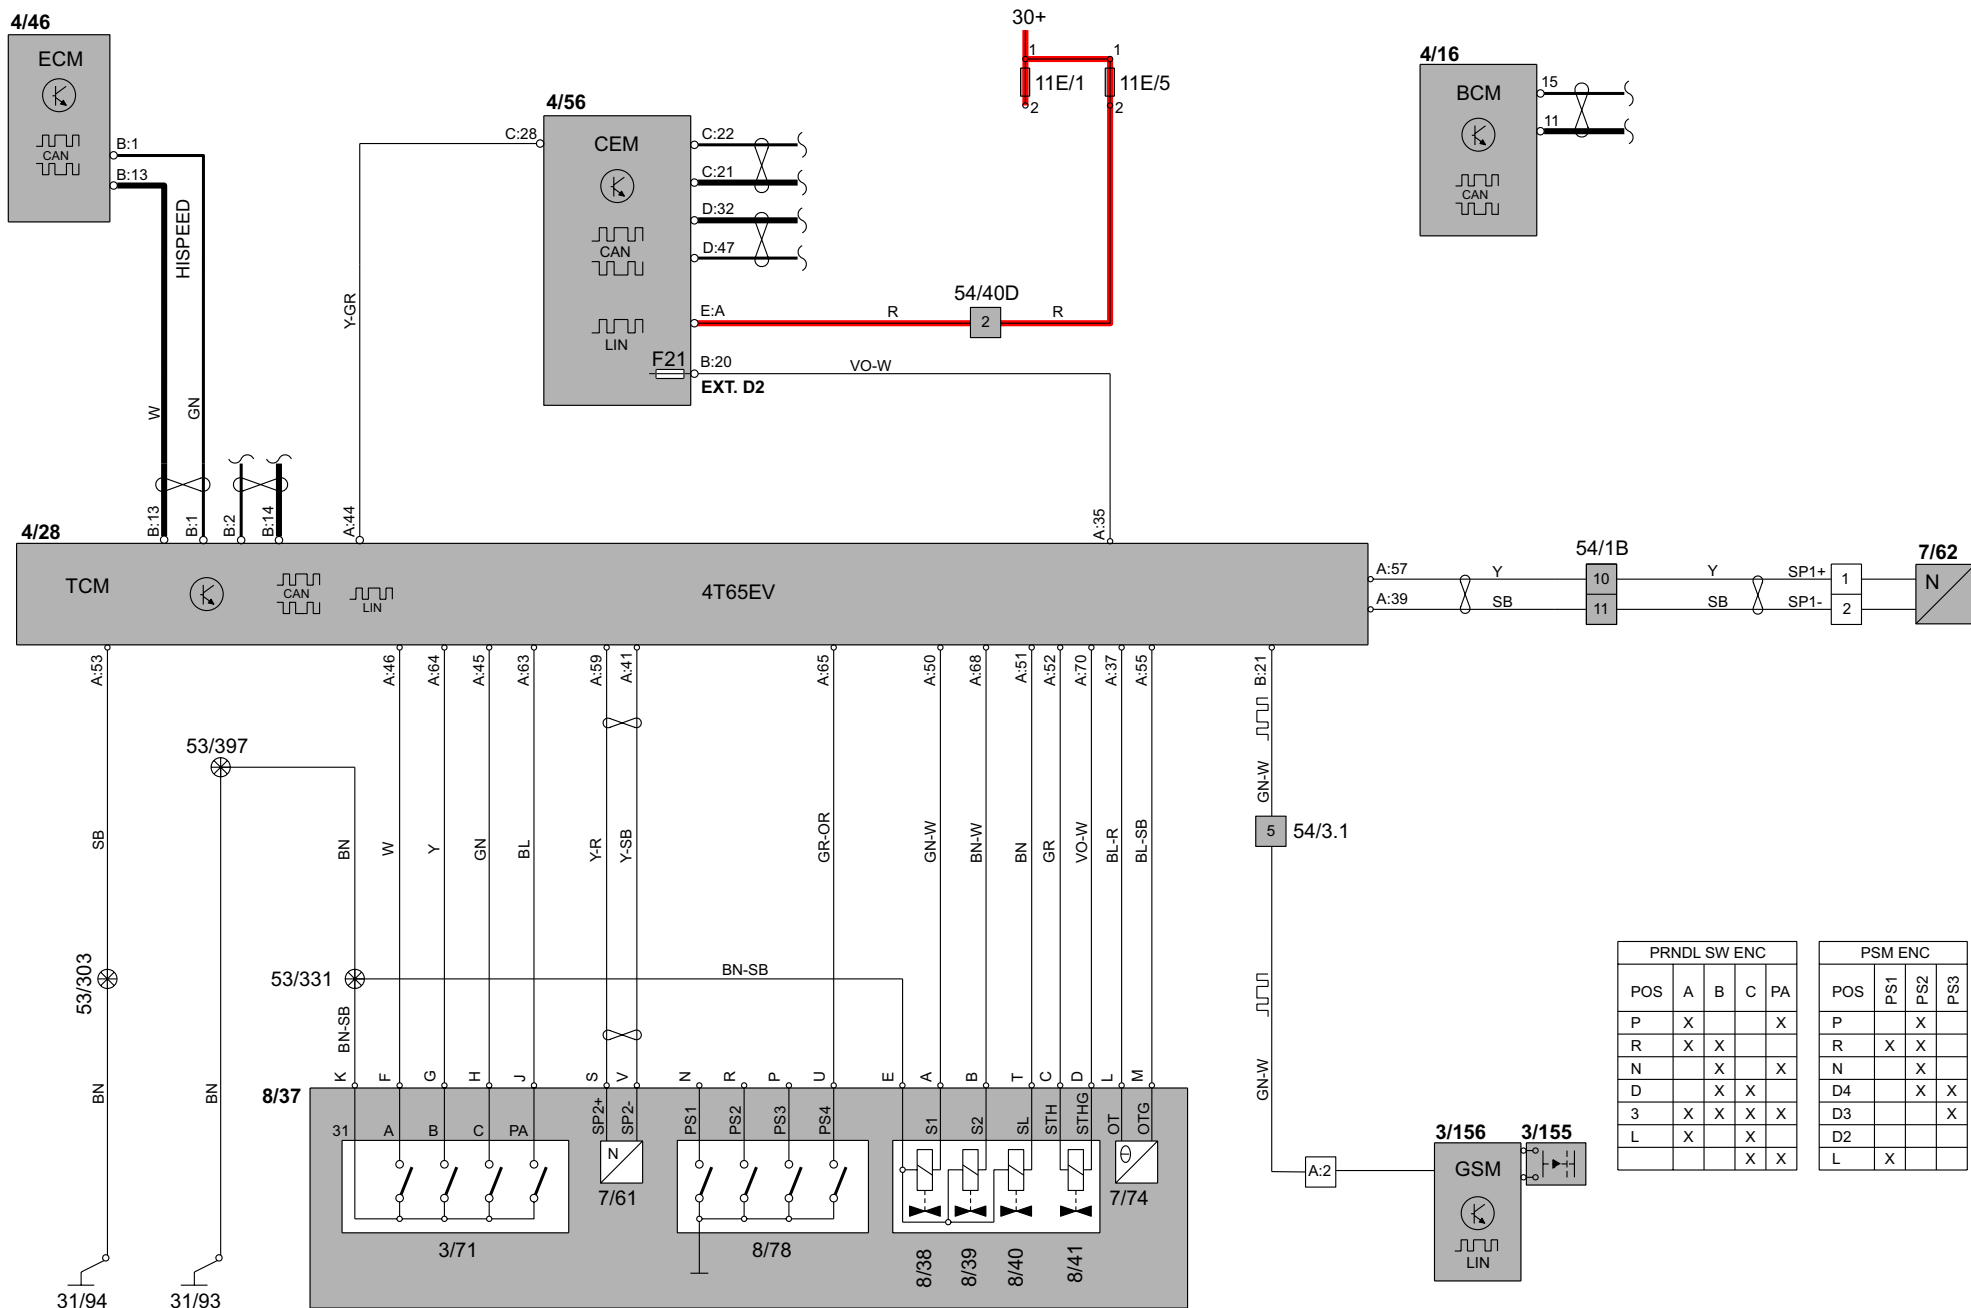 4/46
ECM
CAN
B:1
B:13
HISPEED
W
GN
4/56
C:28
CEM
CAN
LIN
F21
C:22
C:21
D:32
D:47
E:A
B:20
EXT. D2
Y-GR
R
54/40D
2
R
VO-W
30+
1
1
11E/1
11E/5
2
2
4/16
BCM
CAN
15
11
4/28
B:13
B:1
B:2
B:14
A:44
A:35
TCM
CAN
LIN
4T65EV
A:57
A:39
Y
SB
54/1B
10
11
Y
SB
SP1+
SP1-
1
2
7/62
N
A:53
A:46
A:64
A:45
A:63
A:59
A:41
A:65
A:50
A:68
A:51
A:52
A:70
A:37
A:55
B:21
53/397
SB
BN
W
Y
GN
BL
Y-R
Y-SB
GR-OR
GN-W
BN-W
BN
GR
VO-W
BL-R
BL-SB
GN-W
5
54/3.1
53/303
53/331
BN-SB
BN-SB
BN
BN
GN-W
8/37
K
F
G
H
J
S
V
N
R
P
U
E
A
B
T
C
D
L
M
31
A
B
C
PA
SP2+
SP2-
PS1
PS2
PS3
PS4
S1
S2
SL
STH
STHG
OT
OTG
N
7/61
3/71
8/78
8/38
8/39
8/40
8/41
7/74
31/94
31/93
A:2
3/156
3/155
GSM
LIN
PRNDL SW ENC
POS A B C PA
P X X
R X X
N X X
D X X
3 X X X X
L X X
X X
PSM ENC
POS PS1 PS2 PS3
P X
R X X
N X
D4 X X
D3 X
D2
L X